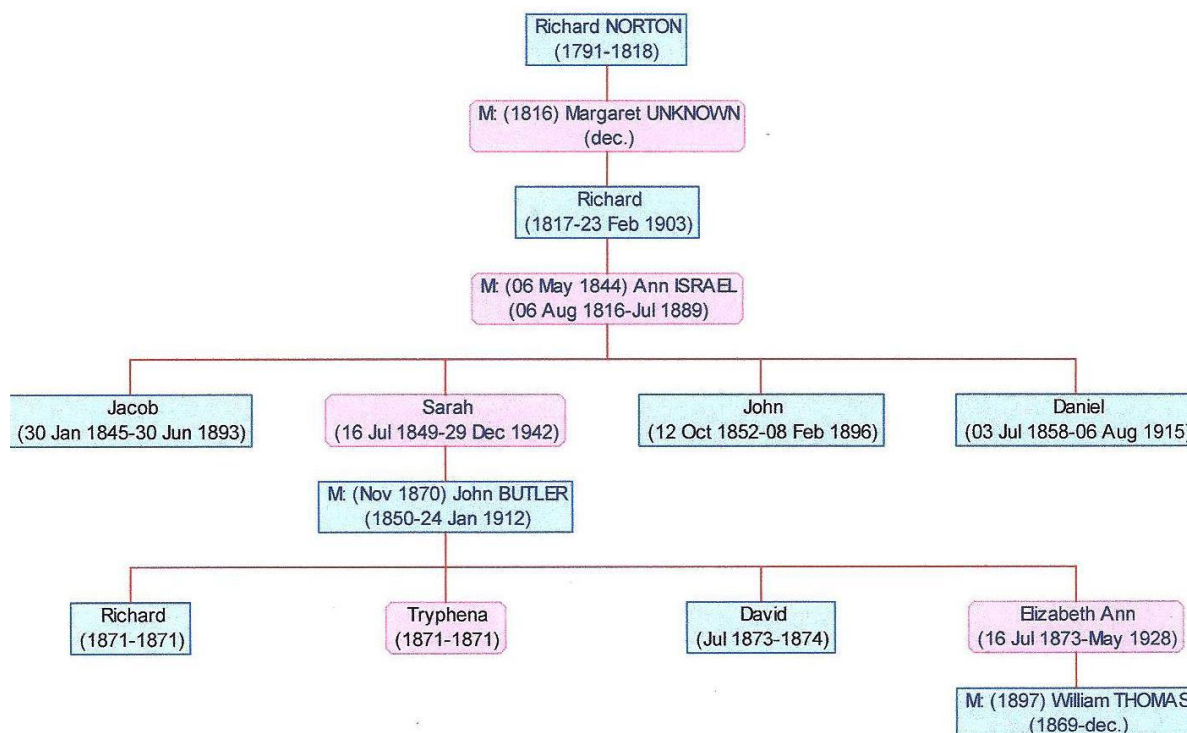 Richard NORTON
(1791-1818)
M: (1816) Margaret UNKNOWN
(dec.)
Richard
(1817-23 Feb 1903)
M: (06 May 1844) Ann ISRAEL
(06 Aug 1816-Jul 1889)
Jacob
(30 Jan 1845-30 Jun 1893)
Sarah
(16 Jul 1849-29 Dec 1942)
John
(12 Oct 1852-08 Feb 1896)
Daniel
(03 Jul 1858-06 Aug 1915)
M: (Nov 1870) John BUTLER
(1850-24 Jan 1912)
Richard
(1871-1871)
Tryphena
(1871-1871)
David
(Jul 1873-1874)
Elizabeth Ann
(16 Jul 1873-May 1928)
M: (1897) William THOMAS
(1869-dec.)